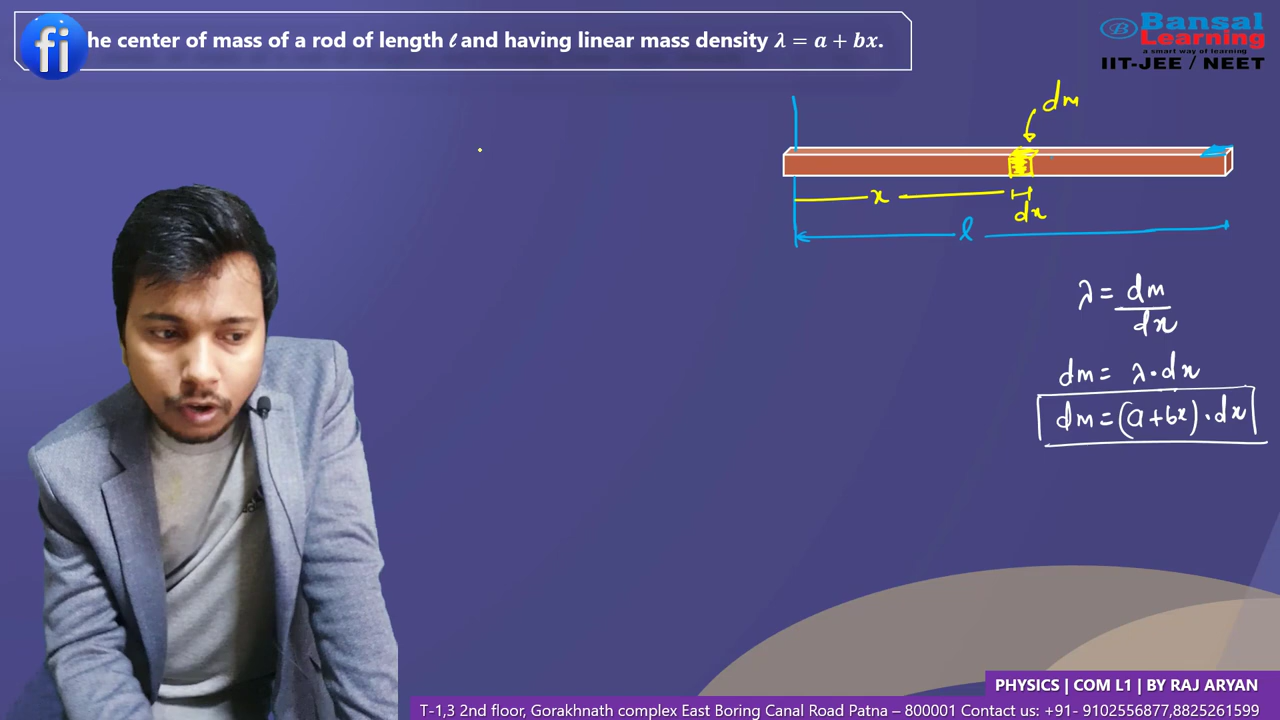 fi
he center of mass of a rod of length ℓ and having linear mass density λ = a + bx.
B
Bansal
Learning
a smart way of learning
IIT-JEE / NEET
dm
x
dx
ℓ
λ = dm/dx
dm = λ·dx
dm = (a+bx)·dx
PHYSICS | COM L1 | BY RAJ ARYAN
T-1,3 2nd floor, Gorakhnath complex East Boring Canal Road Patna – 800001 Contact us: +91- 9102556877,8825261599